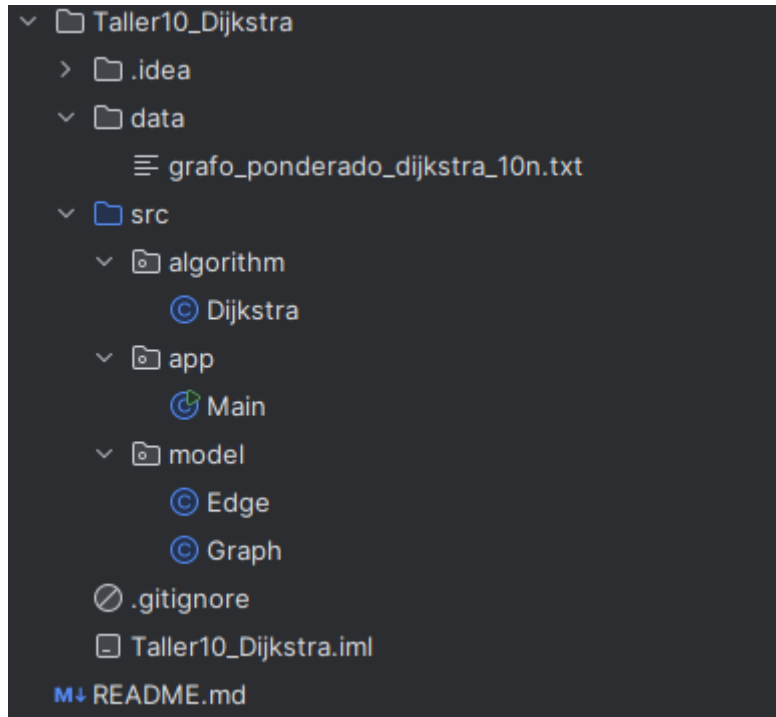 Taller10_Dijkstra
.idea
data
grafo_ponderado_dijkstra_10n.txt
src
algorithm
Dijkstra
app
Main
model
Edge
Graph
.gitignore
Taller10_Dijkstra.iml
README.md